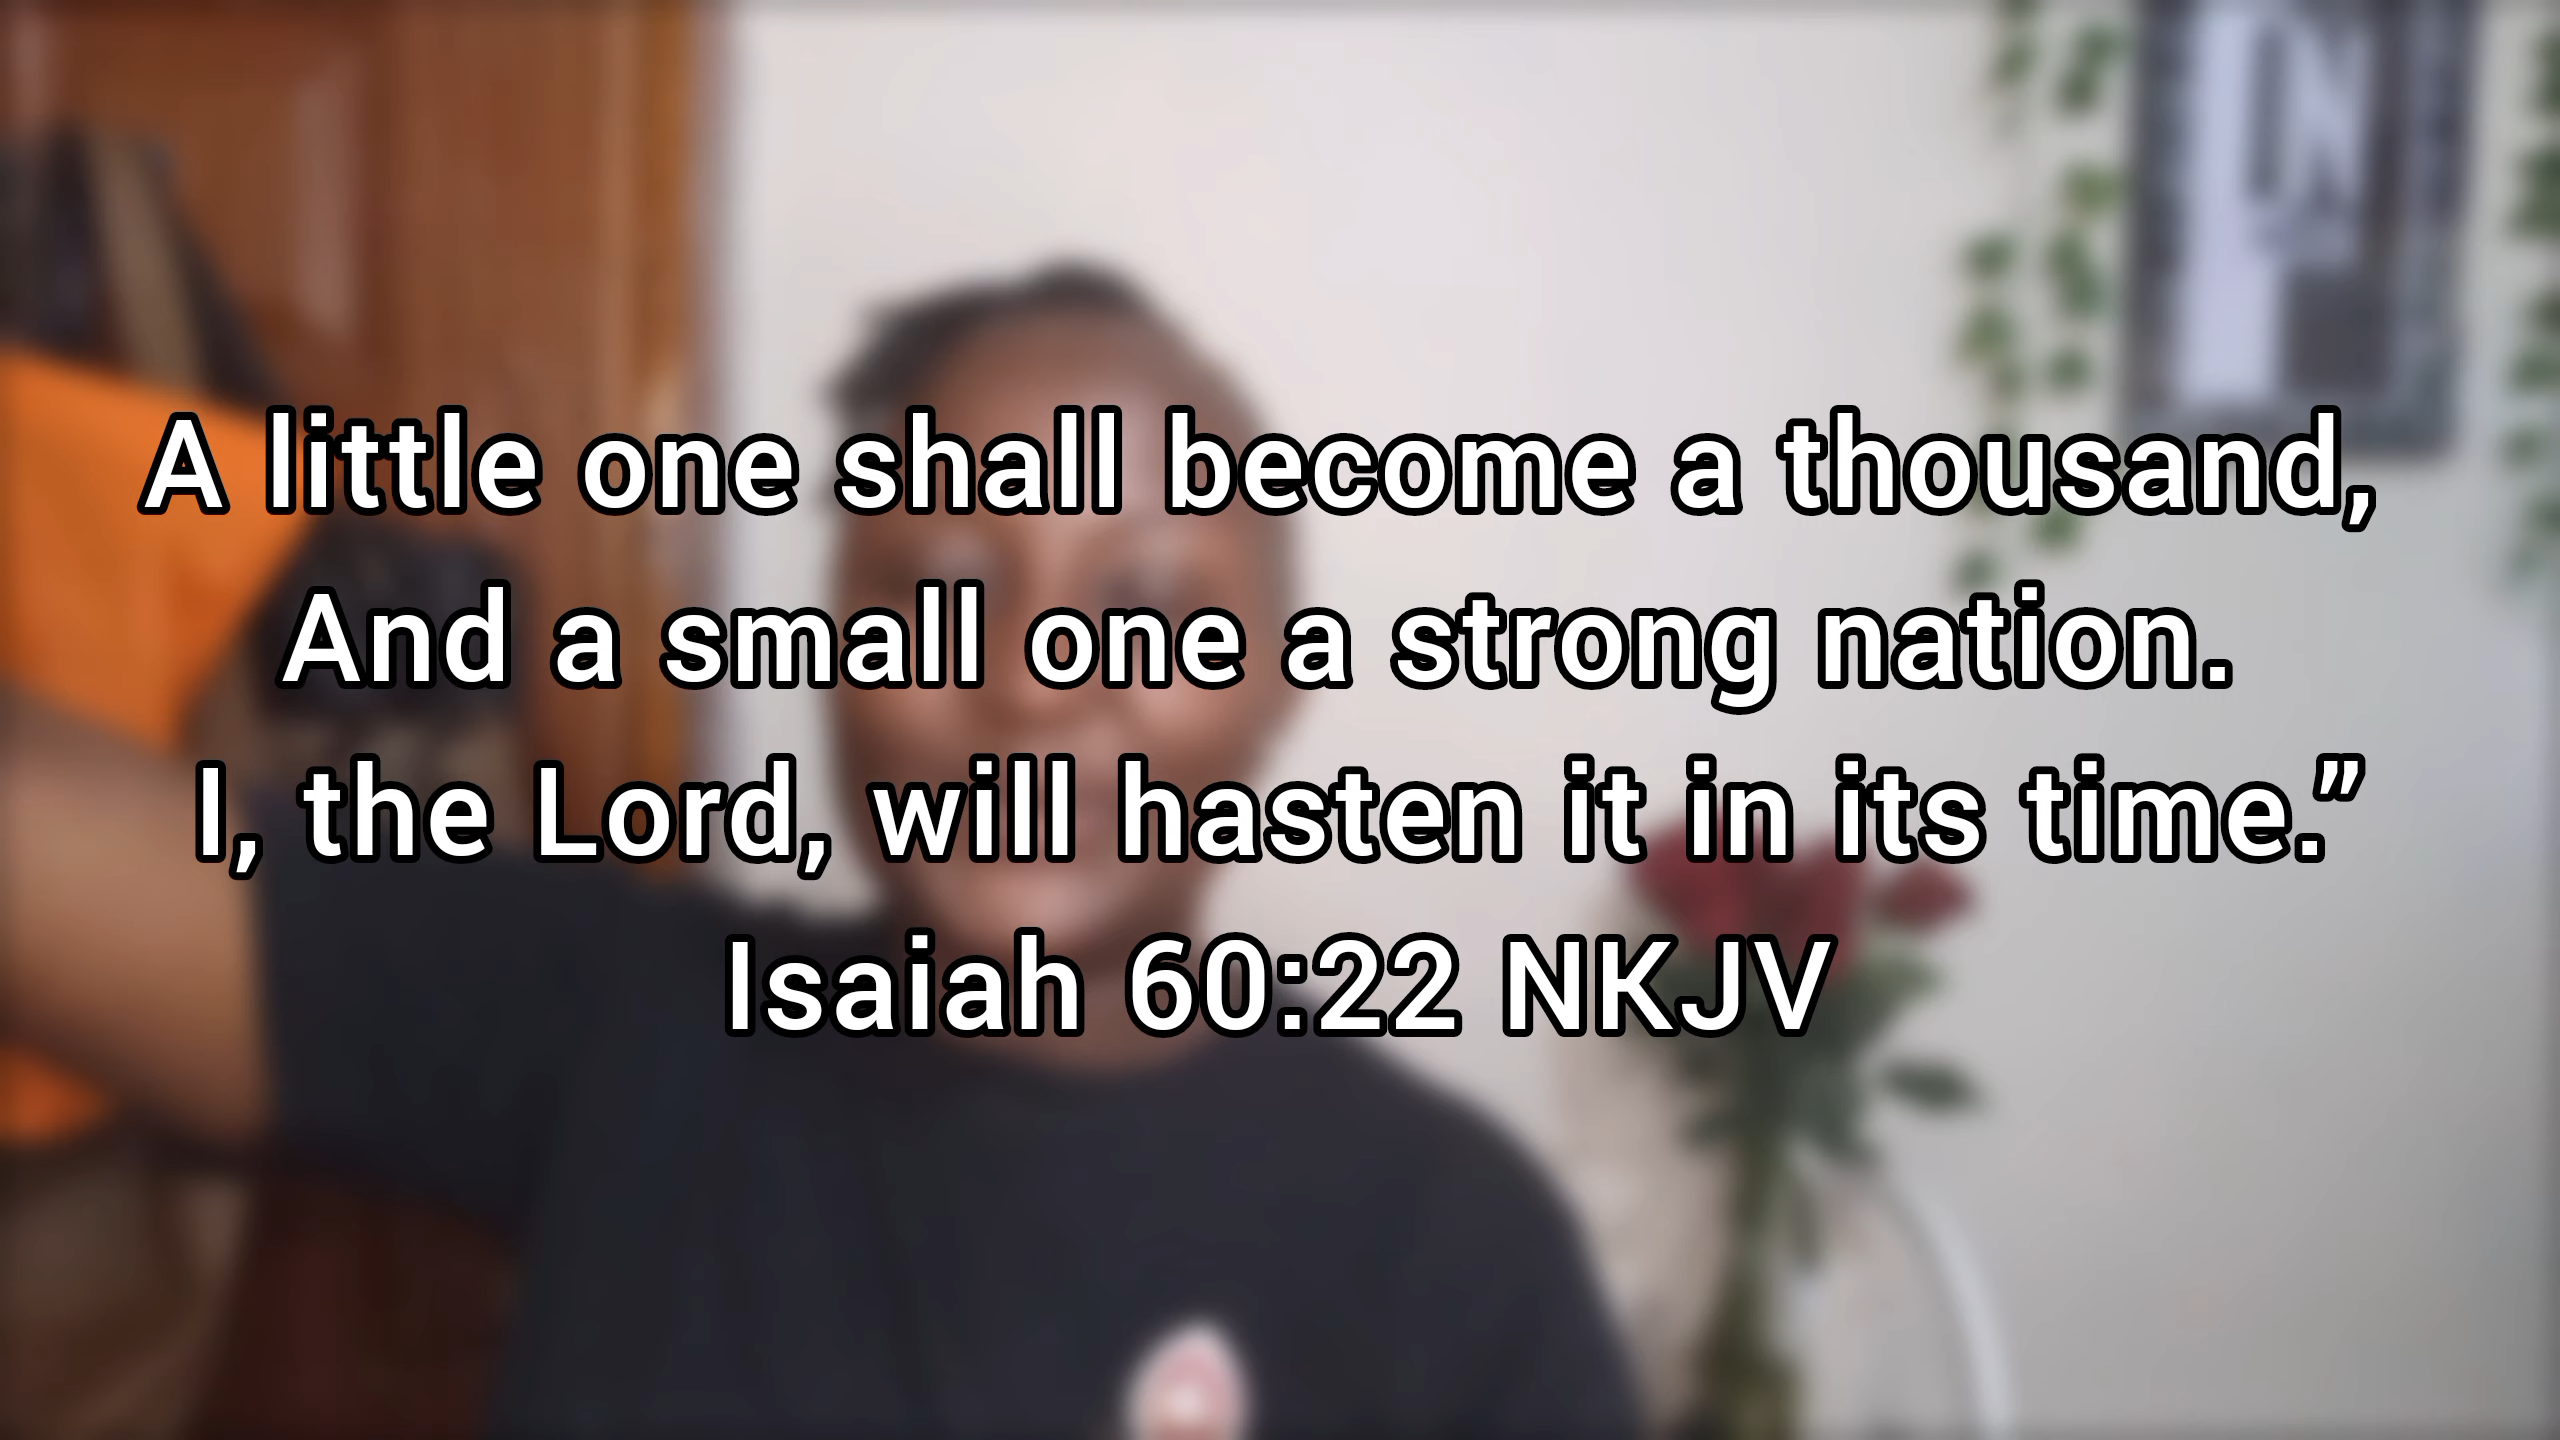 A little one shall become a thousand,
And a small one a strong nation.
I, the Lord, will hasten it in its time.”
Isaiah 60:22 NKJV